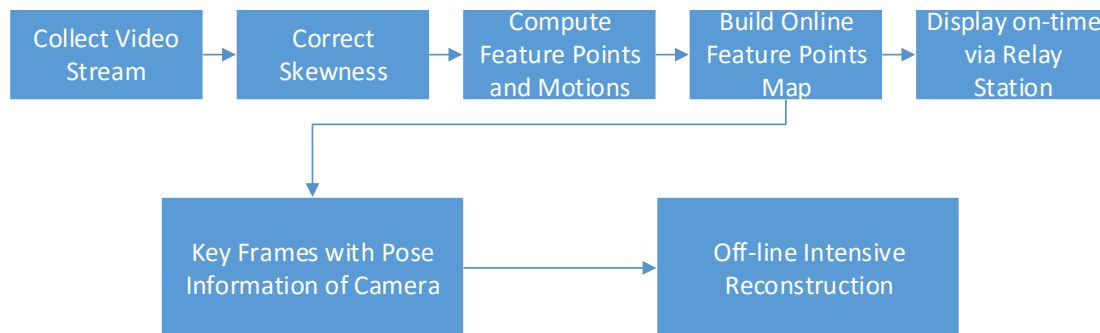 Collect Video
Stream
Correct
Skewness
Compute
Feature Points
and Motions
Build Online
Feature Points
Map
Display on-time
via Relay
Station
Key Frames with Pose
Information of Camera
Off-line Intensive
Reconstruction